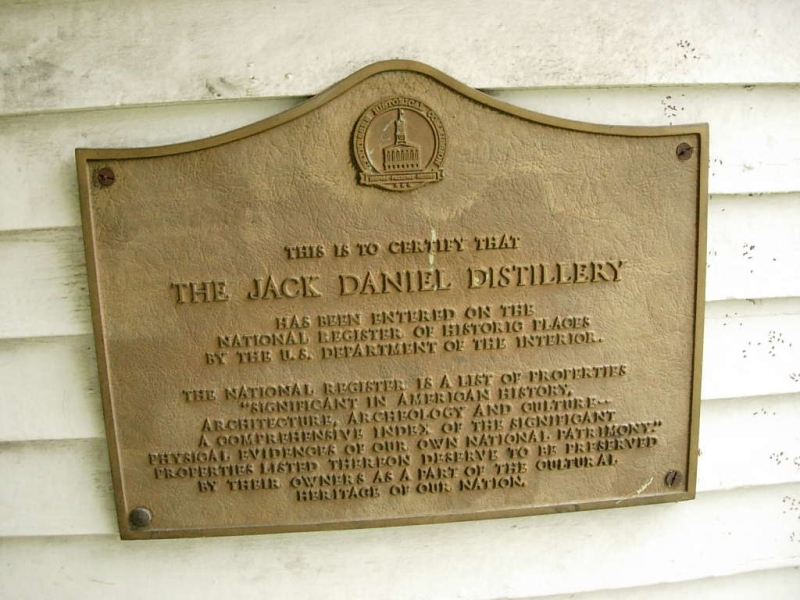 TENNESSEE HISTORICAL COMMISSION
THIS IS TO CERTIFY THAT
THE JACK DANIEL DISTILLERY
HAS BEEN ENTERED ON THE
NATIONAL REGISTER OF HISTORIC PLACES
BY THE U.S. DEPARTMENT OF THE INTERIOR.
THE NATIONAL REGISTER IS A LIST OF PROPERTIES
"SIGNIFICANT IN AMERICAN HISTORY,
ARCHITECTURE, ARCHEOLOGY AND CULTURE--
A COMPREHENSIVE INDEX OF THE SIGNIFICANT
PHYSICAL EVIDENCES OF OUR OWN NATIONAL PATRIMONY."
PROPERTIES LISTED THEREON DESERVE TO BE PRESERVED
BY THEIR OWNERS AS A PART OF THE CULTURAL
HERITAGE OF OUR NATION.